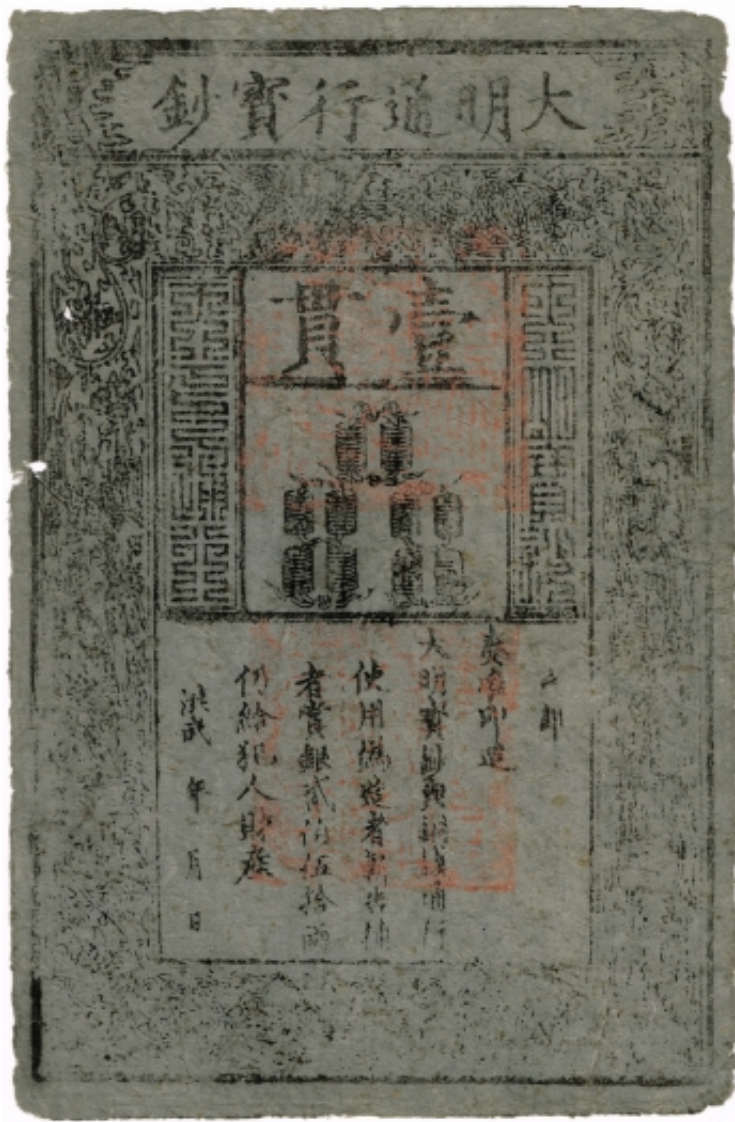 大明通行寶鈔
壹貫
部
奏准印造
大明寶鈔與銅錢通行
使用偽造者斬告捕
者賞銀貳伯伍拾兩
仍給犯人財產
洪武 年 月 日